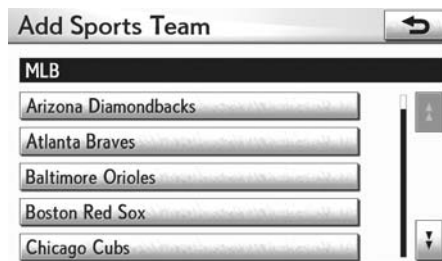 Add Sports Team
MLB
Arizona Diamondbacks
Atlanta Braves
Baltimore Orioles
Boston Red Sox
Chicago Cubs